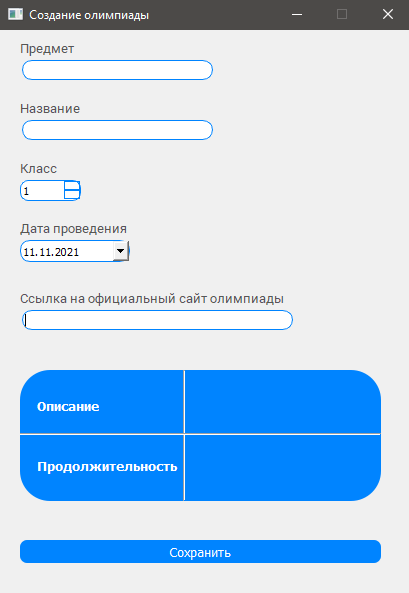 Создание олимпиады
Предмет
Название
Класс
1
Дата проведения
11.11.2021
Ссылка на официальный сайт олимпиады
Описание
Продолжительность
Сохранить